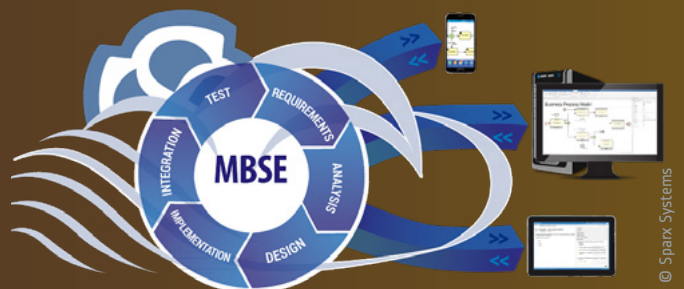 TEST
REQUIREMENTS
ANALYSIS
DESIGN
IMPLEMENTATION
INTEGRATION
MBSE
>>
<<
>>
<<
>>
<<
Business Process Model
© Sparx Systems